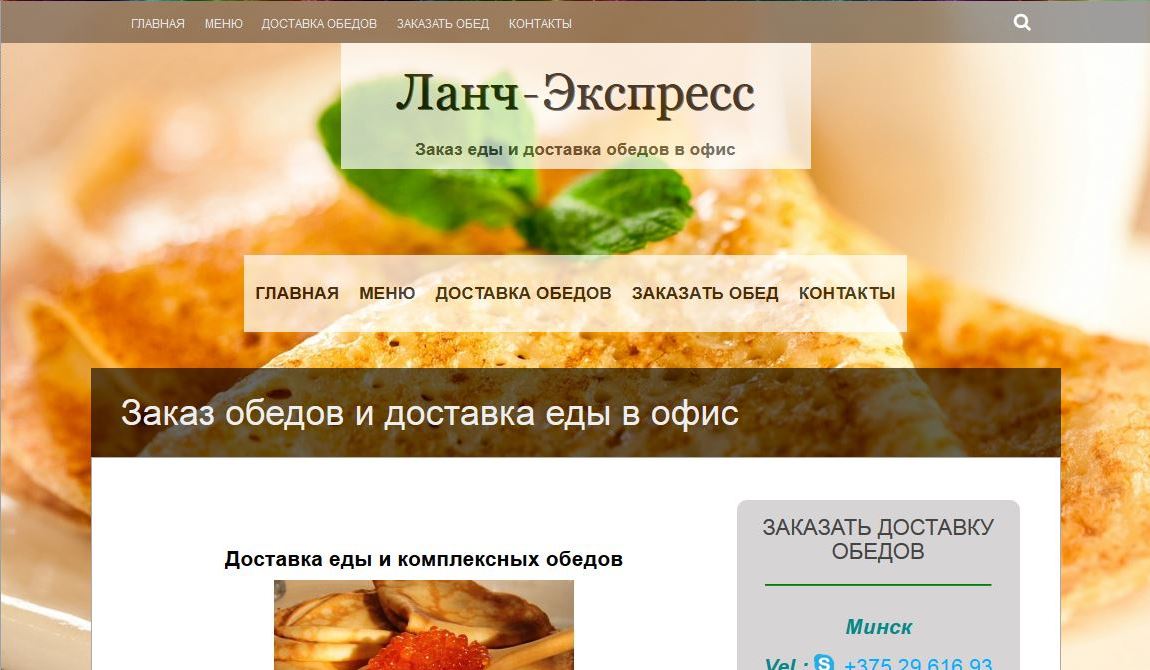 ГЛАВНАЯ МЕНЮ ДОСТАВКА ОБЕДОВ ЗАКАЗАТЬ ОБЕД КОНТАКТЫ
Ланч-Экспресс
Заказ еды и доставка обедов в офис
ГЛАВНАЯ МЕНЮ ДОСТАВКА ОБЕДОВ ЗАКАЗАТЬ ОБЕД КОНТАКТЫ
Заказ обедов и доставка еды в офис
Доставка еды и комплексных обедов
ЗАКАЗАТЬ ДОСТАВКУ
ОБЕДОВ
Минск
Vel.: +375 29 616 93